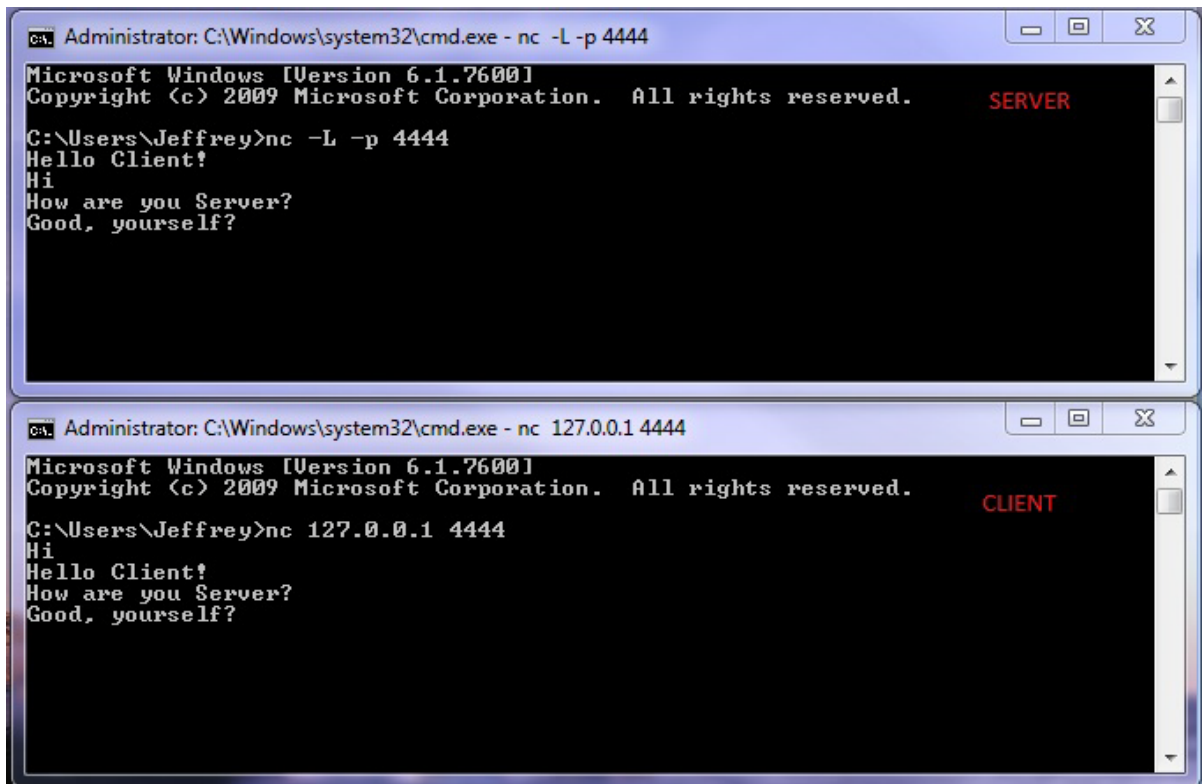 Administrator: C:\Windows\system32\cmd.exe - nc -L -p 4444
Microsoft Windows [Version 6.1.7600]
Copyright (c) 2009 Microsoft Corporation. All rights reserved.
SERVER
C:\Users\Jeffrey>nc -L -p 4444
Hello Client!
Hi
How are you Server?
Good, yourself?
Administrator: C:\Windows\system32\cmd.exe - nc 127.0.0.1 4444
Microsoft Windows [Version 6.1.7600]
Copyright (c) 2009 Microsoft Corporation. All rights reserved.
CLIENT
C:\Users\Jeffrey>nc 127.0.0.1 4444
Hi
Hello Client!
How are you Server?
Good, yourself?